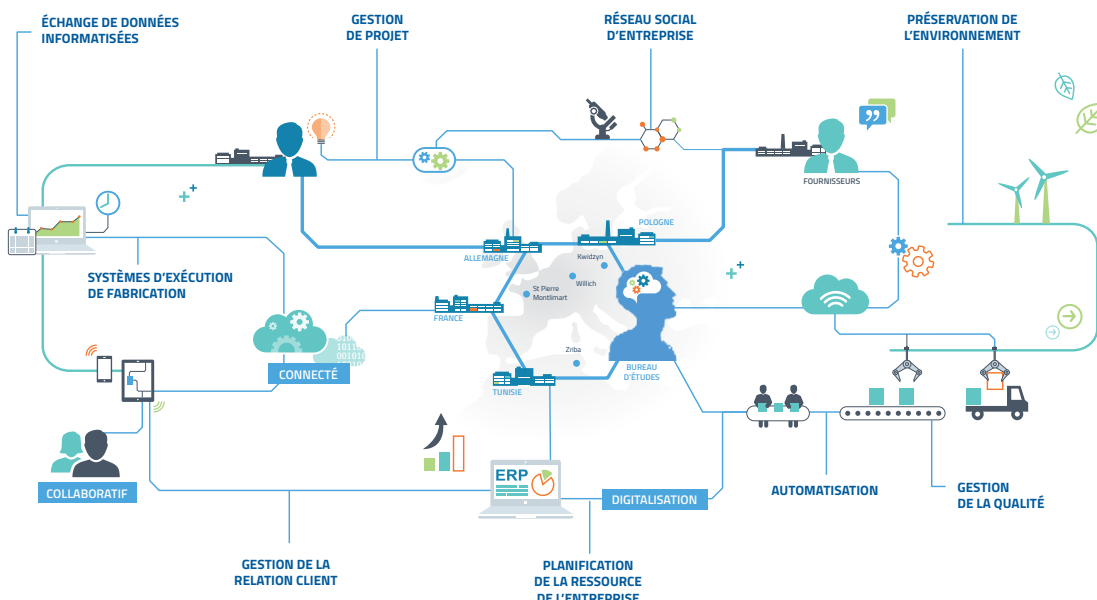 ÉCHANGE DE DONNÉES
INFORMATISÉES
GESTION
DE PROJET
RÉSEAU SOCIAL
D'ENTREPRISE
PRÉSERVATION DE
L'ENVIRONNEMENT
FOURNISSEURS
POLOGNE
ALLEMAGNE
Kwidzyn
Willich
St Pierre
Montlimart
SYSTÈMES D'EXÉCUTION
DE FABRICATION
FRANCE
CONNECTÉ
Zriba
BUREAU
D'ÉTUDES
TUNISIE
ERP
COLLABORATIF
DIGITALISATION
AUTOMATISATION
GESTION
DE LA QUALITÉ
GESTION DE LA
RELATION CLIENT
PLANIFICATION
DE LA RESSOURCE
DE L'ENTREPRISE